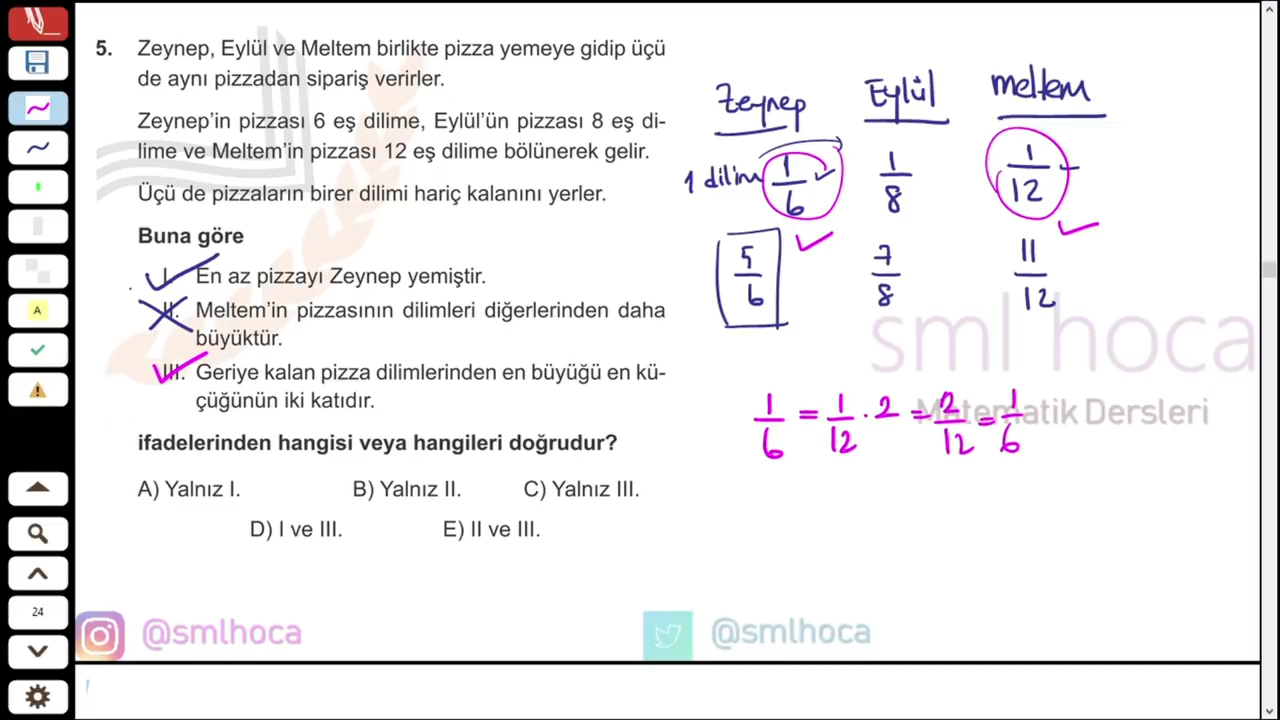 5. Zeynep, Eylül ve Meltem birlikte pizza yemeye gidip üçü
de aynı pizzadan sipariş verirler.
Zeynep'in pizzası 6 eş dilime, Eylül'ün pizzası 8 eş di-
lime ve Meltem'in pizzası 12 eş dilime bölünerek gelir.
Üçü de pizzaların birer dilimi hariç kalanını yerler.
Buna göre
I. En az pizzayı Zeynep yemiştir.
II. Meltem'in pizzasının dilimleri diğerlerinden daha
büyüktür.
III. Geriye kalan pizza dilimlerinden en büyüğü en kü-
çüğünün iki katıdır.
ifadelerinden hangisi veya hangileri doğrudur?
A) Yalnız I. B) Yalnız II. C) Yalnız III.
D) I ve III. E) II ve III.
Zeynep Eylül meltem
1 dilim 1/6 1/8 1/12
5/6 7/8 11/12
sml hoca
Matematik Dersleri
1/6 = 1/12 . 2 = 2/12 = 1/6
@smlhoca @smlhoca
A
24